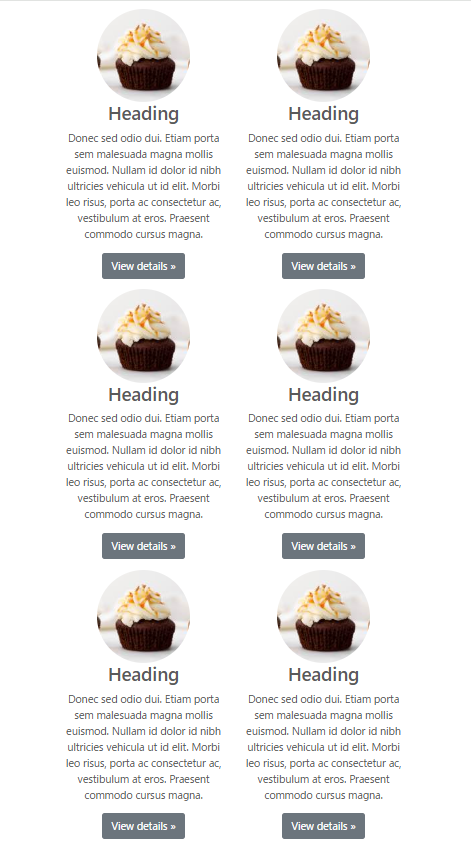 Heading
Donec sed odio dui. Etiam porta
sem malesuada magna mollis
euismod. Nullam id dolor id nibh
ultricies vehicula ut id elit. Morbi
leo risus, porta ac consectetur ac,
vestibulum at eros. Praesent
commodo cursus magna.
View details »
Heading
Donec sed odio dui. Etiam porta
sem malesuada magna mollis
euismod. Nullam id dolor id nibh
ultricies vehicula ut id elit. Morbi
leo risus, porta ac consectetur ac,
vestibulum at eros. Praesent
commodo cursus magna.
View details »
Heading
Donec sed odio dui. Etiam porta
sem malesuada magna mollis
euismod. Nullam id dolor id nibh
ultricies vehicula ut id elit. Morbi
leo risus, porta ac consectetur ac,
vestibulum at eros. Praesent
commodo cursus magna.
View details »
Heading
Donec sed odio dui. Etiam porta
sem malesuada magna mollis
euismod. Nullam id dolor id nibh
ultricies vehicula ut id elit. Morbi
leo risus, porta ac consectetur ac,
vestibulum at eros. Praesent
commodo cursus magna.
View details »
Heading
Donec sed odio dui. Etiam porta
sem malesuada magna mollis
euismod. Nullam id dolor id nibh
ultricies vehicula ut id elit. Morbi
leo risus, porta ac consectetur ac,
vestibulum at eros. Praesent
commodo cursus magna.
View details »
Heading
Donec sed odio dui. Etiam porta
sem malesuada magna mollis
euismod. Nullam id dolor id nibh
ultricies vehicula ut id elit. Morbi
leo risus, porta ac consectetur ac,
vestibulum at eros. Praesent
commodo cursus magna.
View details »